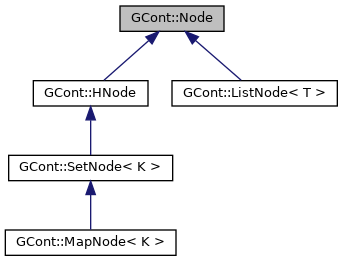 GCont::Node
GCont::HNode
GCont::ListNode< T >
GCont::SetNode< K >
GCont::MapNode< K >